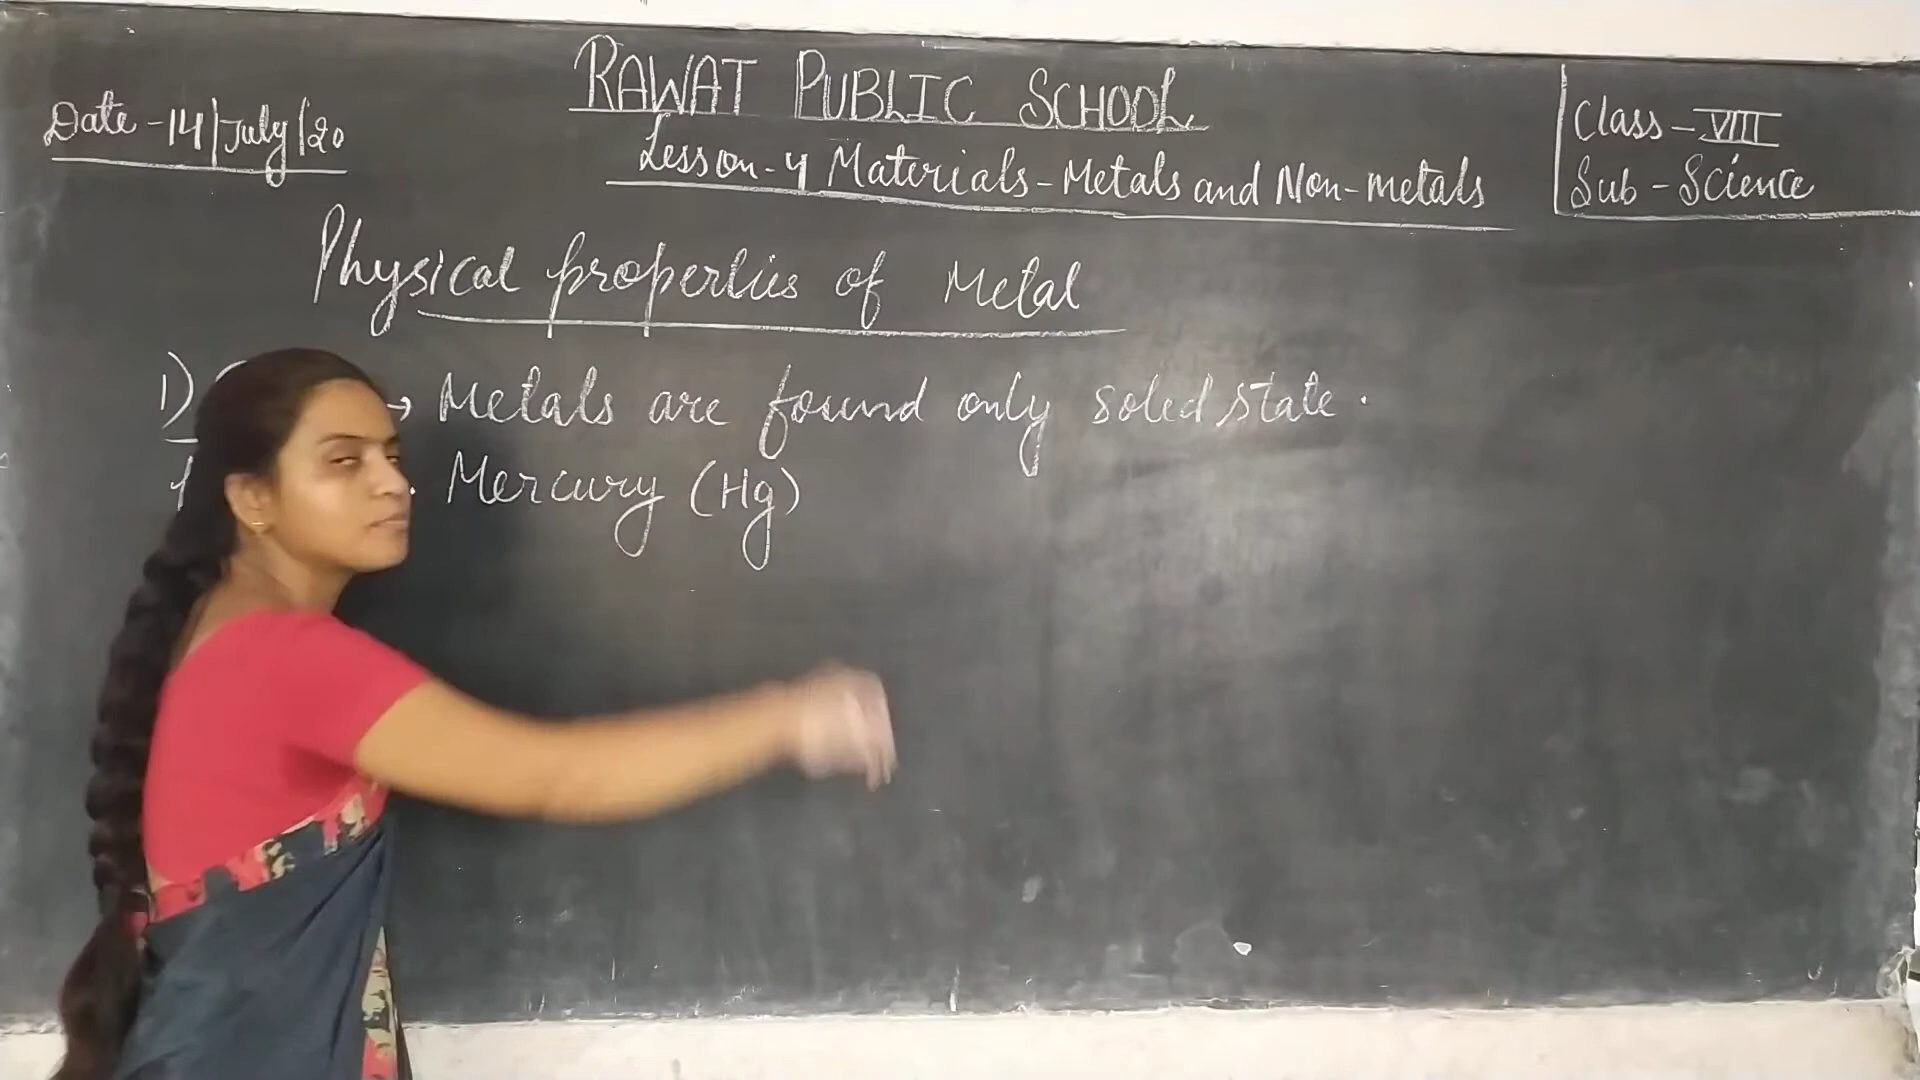 RAWAT PUBLIC SCHOOL
Date - 14|July|20
Lesson-4 Materials-Metals and Non-metals
Class - VIII
Sub - Science
Physical properties of Metal
1) → Metals are found only soled state.
Mercury (Hg)